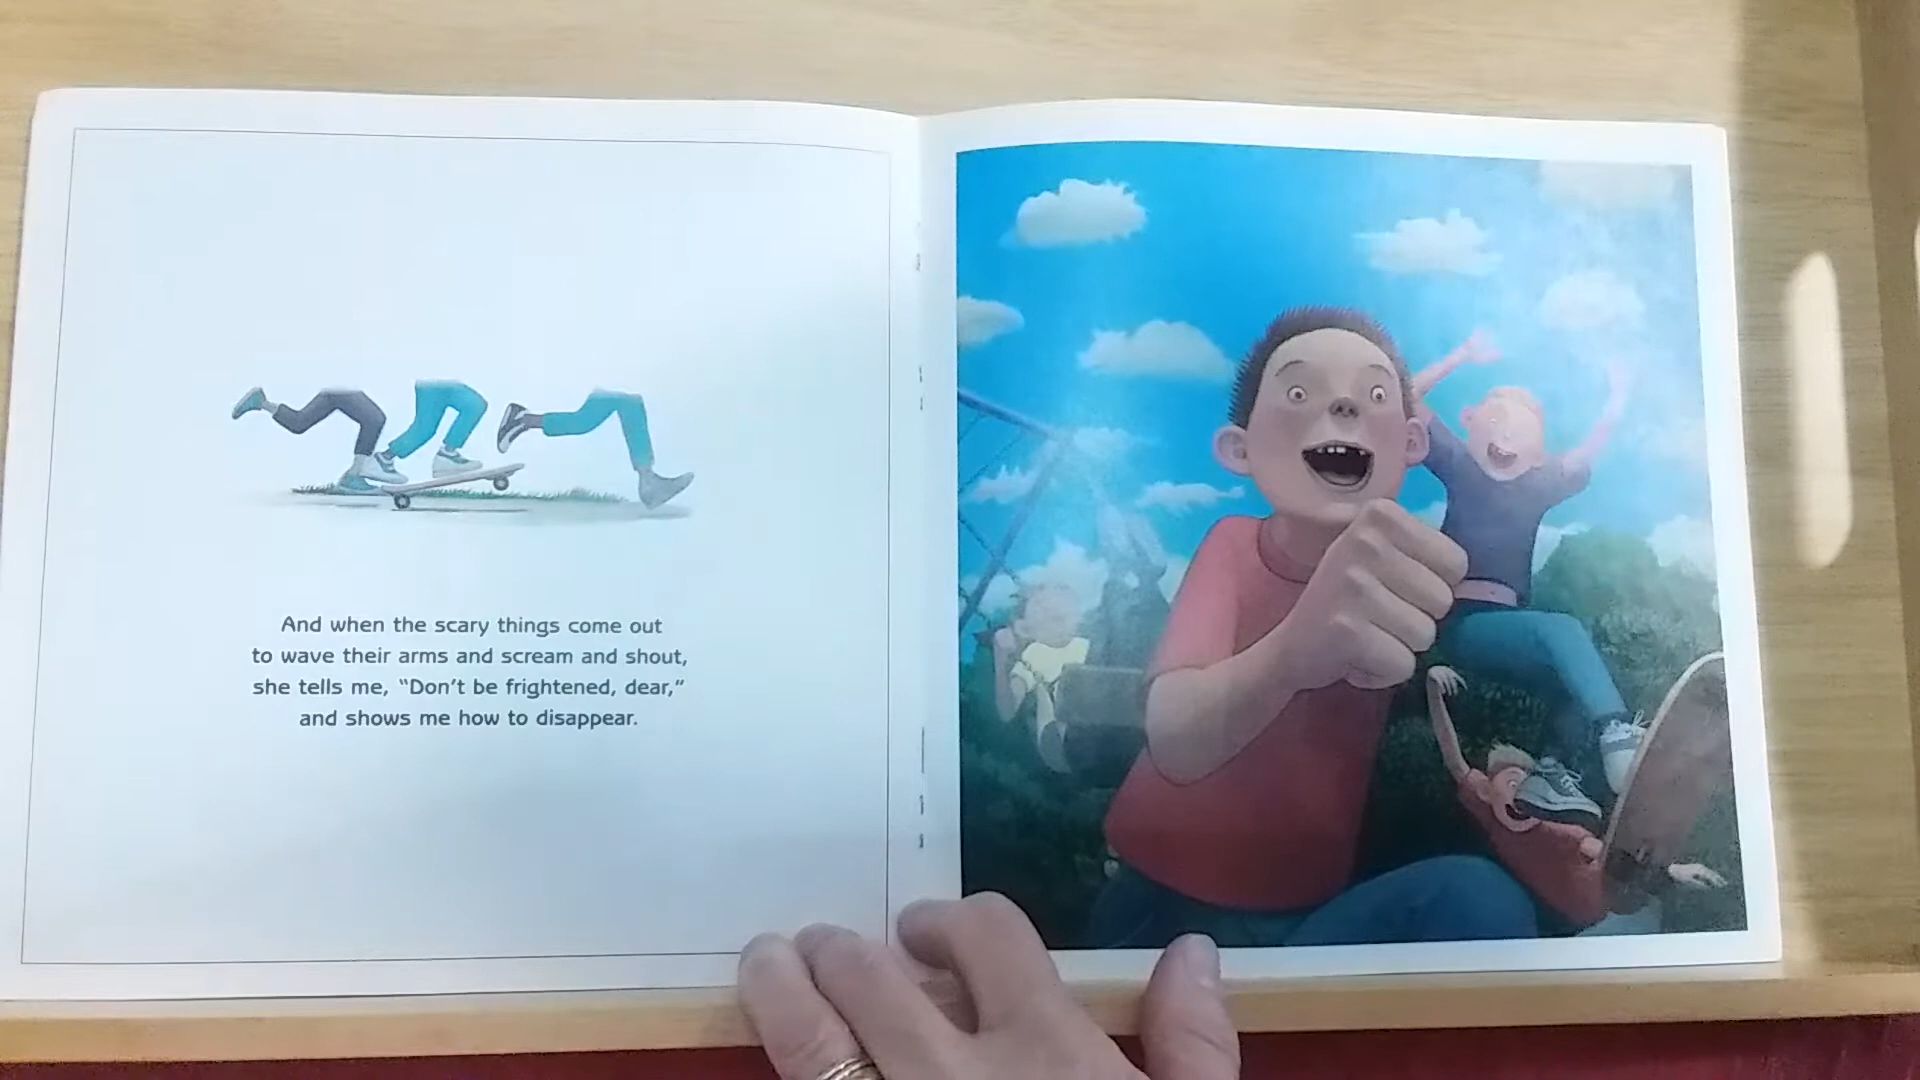 And when the scary things come out
to wave their arms and scream and shout,
she tells me, “Don’t be frightened, dear,”
and shows me how to disappear.